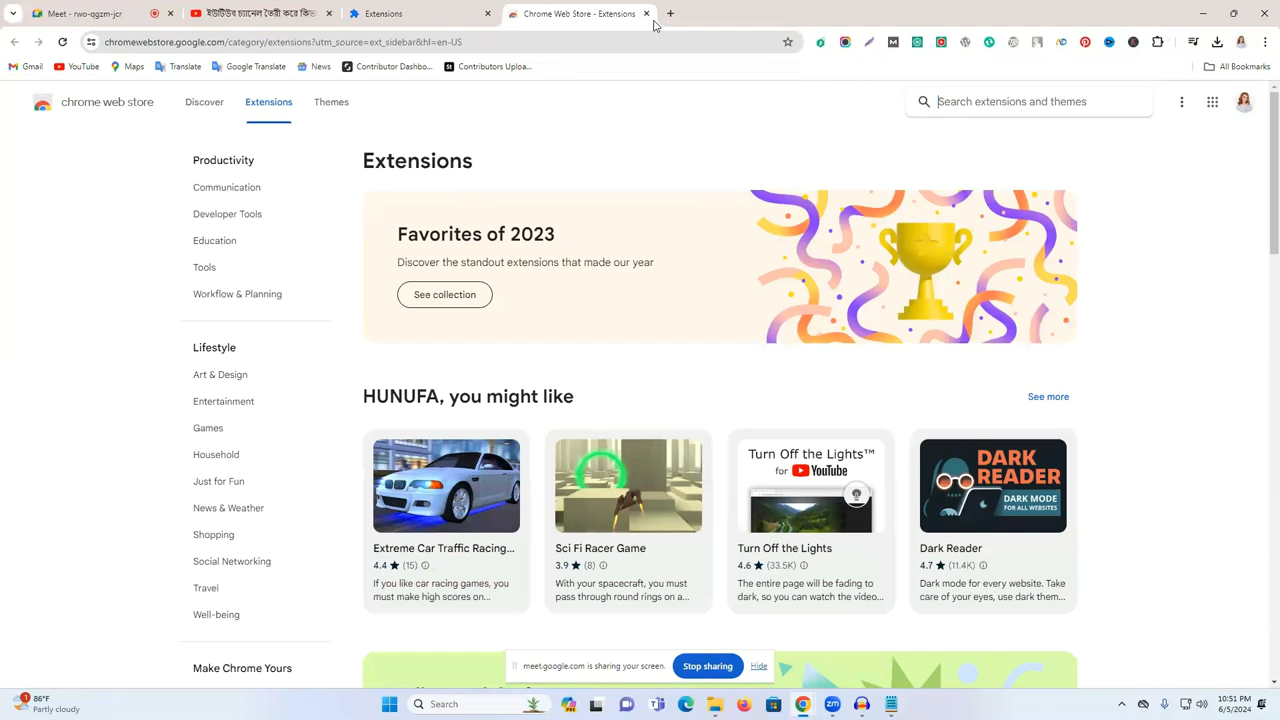 Meet - wqgzm-jcr
ইউটিউব চ্যানেল তৈরী করে কিভ
Extensions
Chrome Web Store - Extensions
chromewebstore.google.com/category/extensions?utm_source=ext_sidebar&hl=en-US
Gmail
YouTube
Maps
Translate
Google Translate
News
Contributor Dashbo...
Contributors Uploa...
All Bookmarks
chrome web store
Discover
Extensions
Themes
Search extensions and themes
Productivity
Communication
Developer Tools
Education
Tools
Workflow & Planning
Lifestyle
Art & Design
Entertainment
Games
Household
Just for Fun
News & Weather
Shopping
Social Networking
Travel
Well-being
Make Chrome Yours
Extensions
Favorites of 2023
Discover the standout extensions that made our year
See collection
HUNUFA, you might like
See more
Extreme Car Traffic Racing...
4.4 ★ (15)
If you like car racing games, you
must make high scores on...
Sci Fi Racer Game
3.9 ★ (8)
With your spacecraft, you must
pass through round rings on a...
Turn Off the Lights™
for YouTube
Turn Off the Lights
4.6 ★ (33.5K)
The entire page will be fading to
dark, so you can watch the video...
DARK
READER
DARK MODE
FOR ALL WEBSITES
Dark Reader
4.7 ★ (11.4K)
Dark mode for every website. Take
care of your eyes, use dark them...
meet.google.com is sharing your screen.
Stop sharing
Hide
1
86°F
Partly cloudy
Search
10:51 PM
6/5/2024